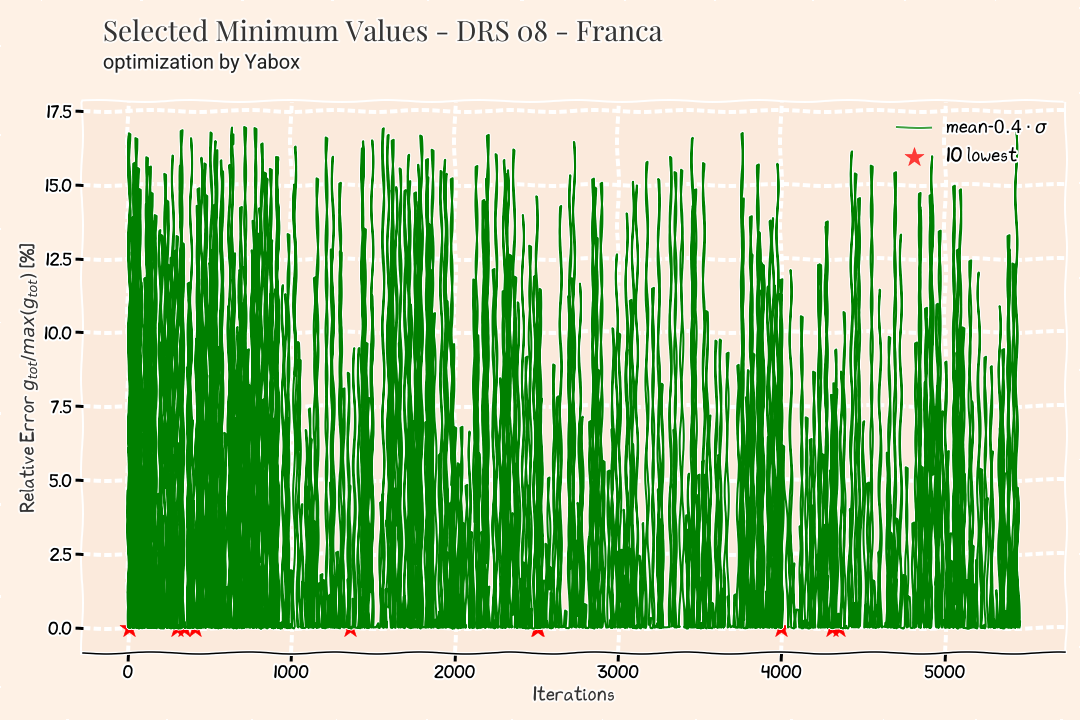 Selected Minimum Values - DRS 08 - Franca
optimization by Yabox
17.5
15.0
12.5
10.0
7.5
5.0
2.5
0.0
Relative Error g_tot/max(g_tot) [%]
mean-0.4 · σ
10 lowest
0 1000 2000 3000 4000 5000
Iterations